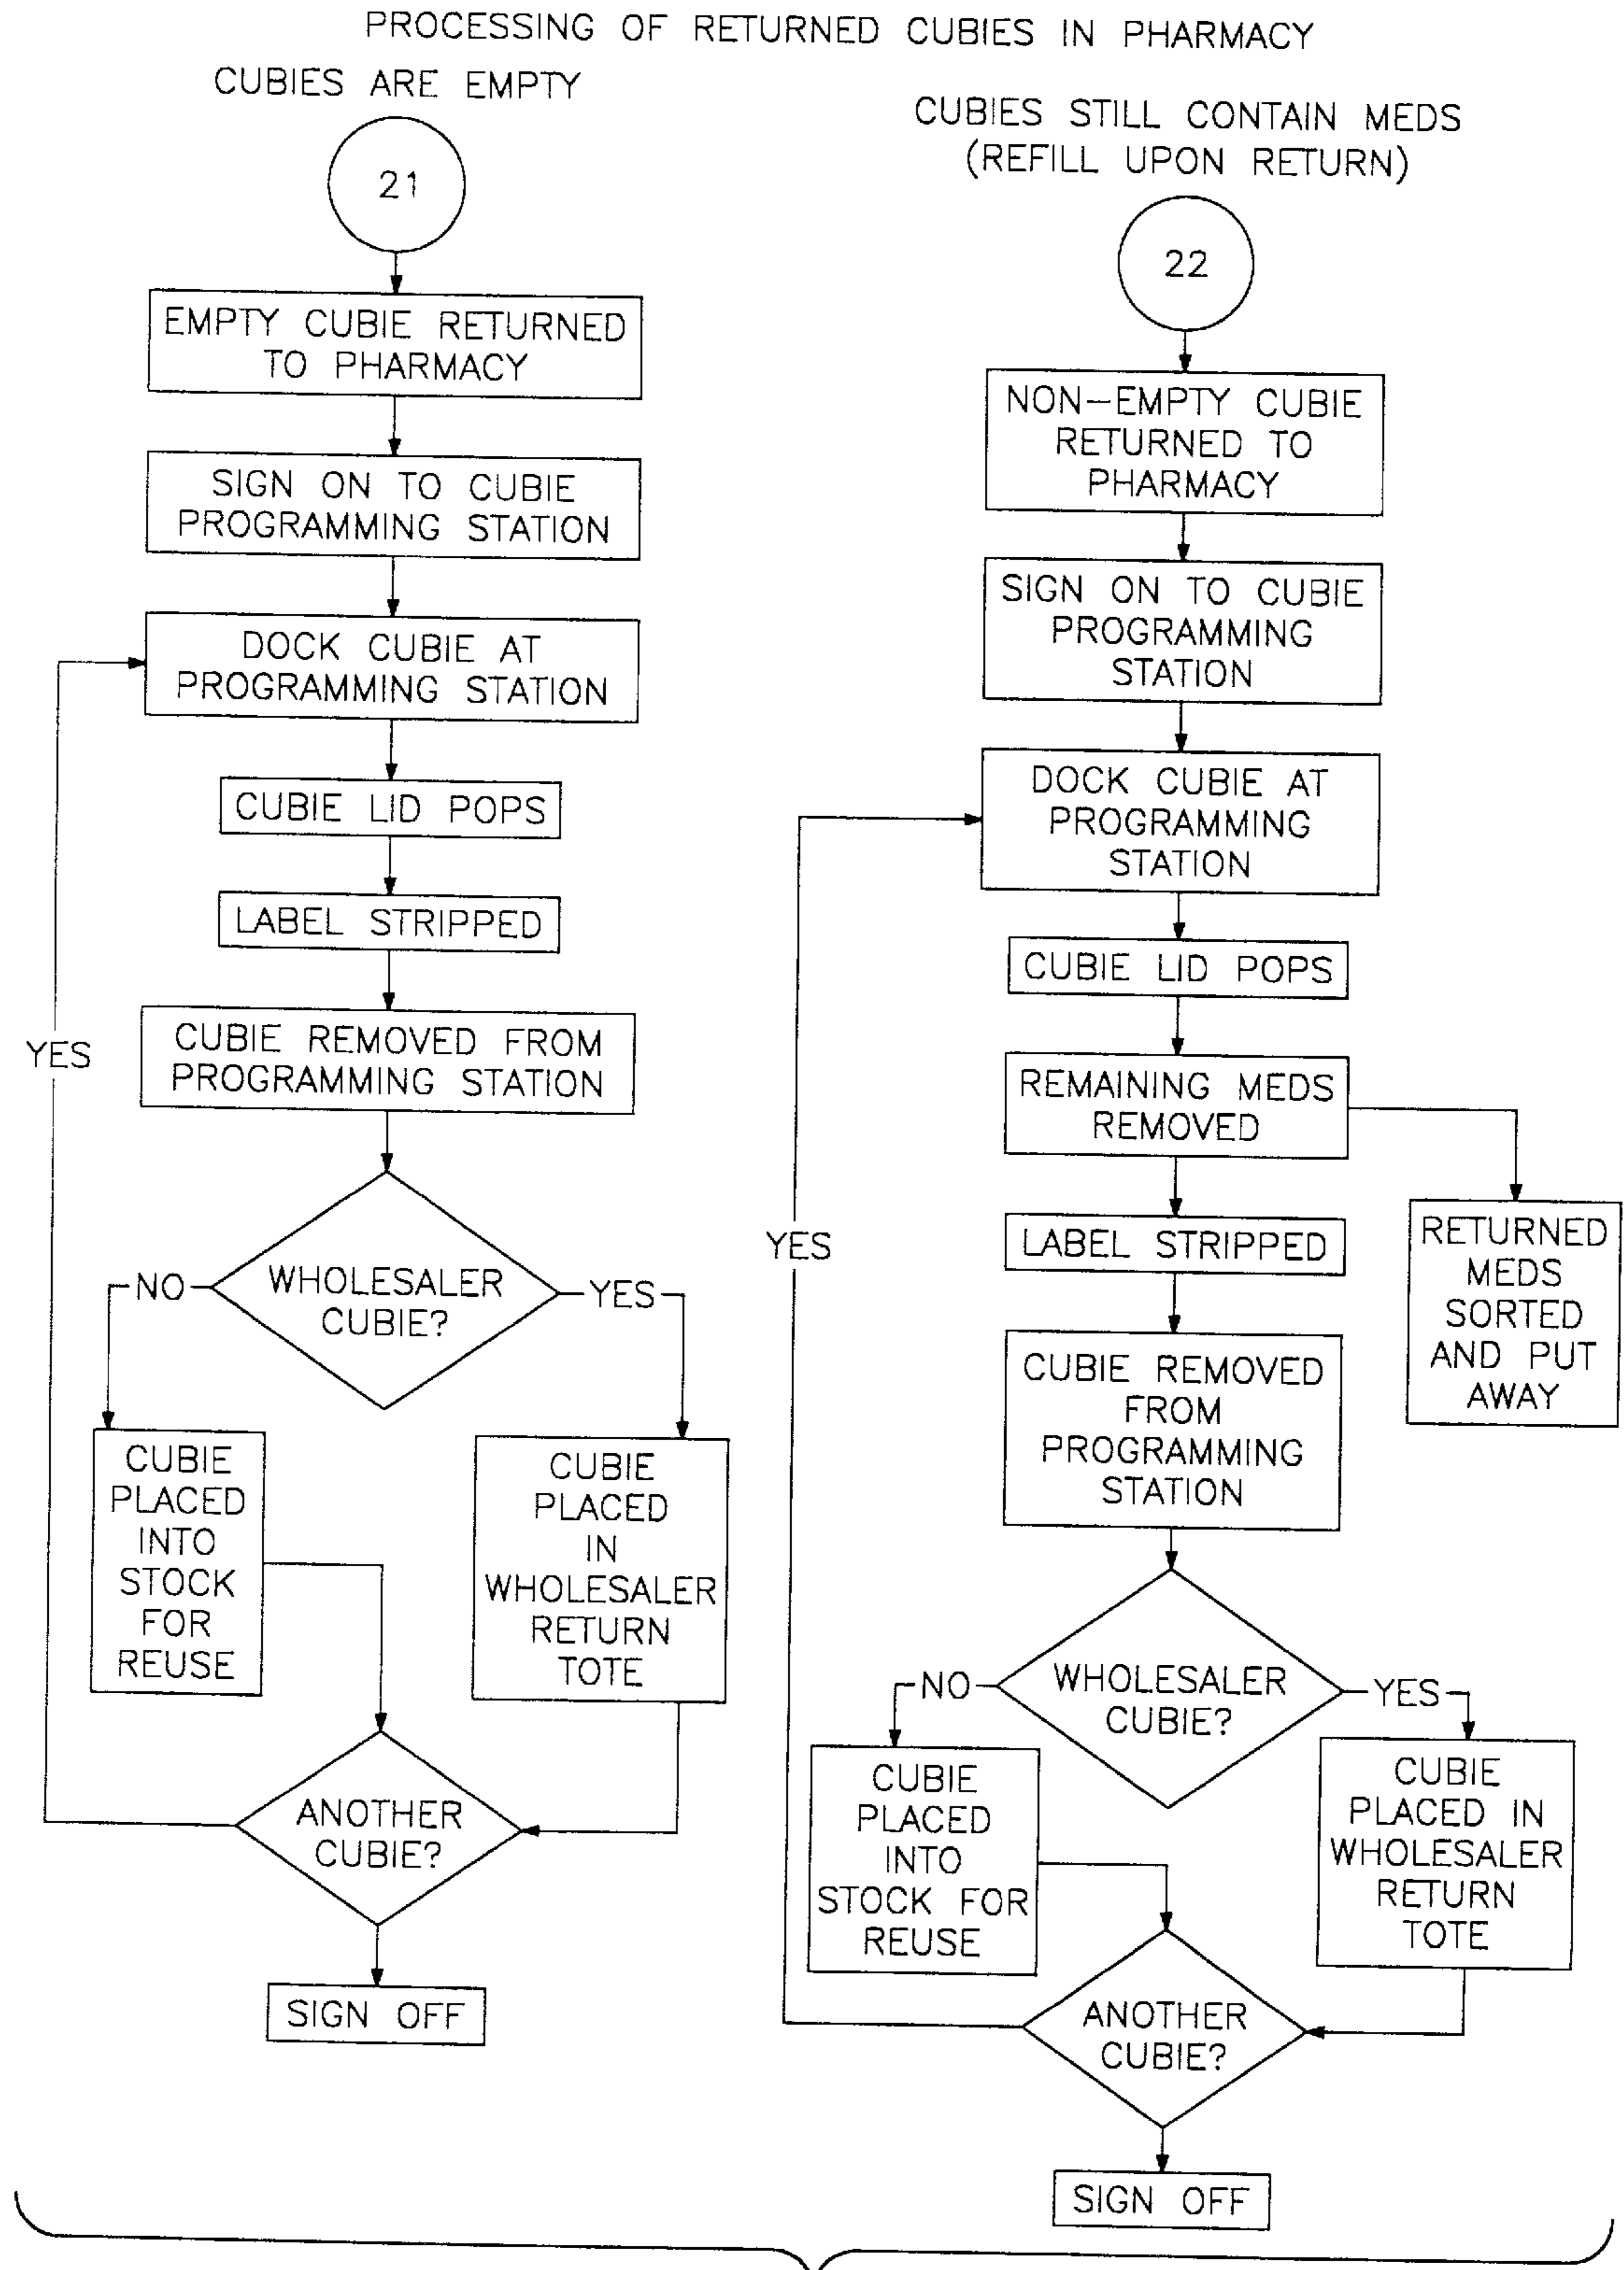 PROCESSING OF RETURNED CUBIES IN PHARMACY
CUBIES ARE EMPTY
21
EMPTY CUBIE RETURNED
TO PHARMACY
SIGN ON TO CUBIE
PROGRAMMING STATION
DOCK CUBIE AT
PROGRAMMING STATION
CUBIE LID POPS
LABEL STRIPPED
CUBIE REMOVED FROM
PROGRAMMING STATION
YES
WHOLESALER
CUBIE?
NO
YES
CUBIE
PLACED
INTO
STOCK
FOR
REUSE
CUBIE
PLACED
IN
WHOLESALER
RETURN
TOTE
ANOTHER
CUBIE?
SIGN OFF
CUBIES STILL CONTAIN MEDS
(REFILL UPON RETURN)
22
NON-EMPTY CUBIE
RETURNED TO
PHARMACY
SIGN ON TO CUBIE
PROGRAMMING
STATION
DOCK CUBIE AT
PROGRAMMING
STATION
CUBIE LID POPS
REMAINING MEDS
REMOVED
RETURNED
MEDS
SORTED
AND PUT
AWAY
YES
LABEL STRIPPED
CUBIE REMOVED
FROM
PROGRAMMING
STATION
WHOLESALER
CUBIE?
NO
YES
CUBIE
PLACED
INTO
STOCK FOR
REUSE
CUBIE
PLACED IN
WHOLESALER
RETURN
TOTE
ANOTHER
CUBIE?
SIGN OFF